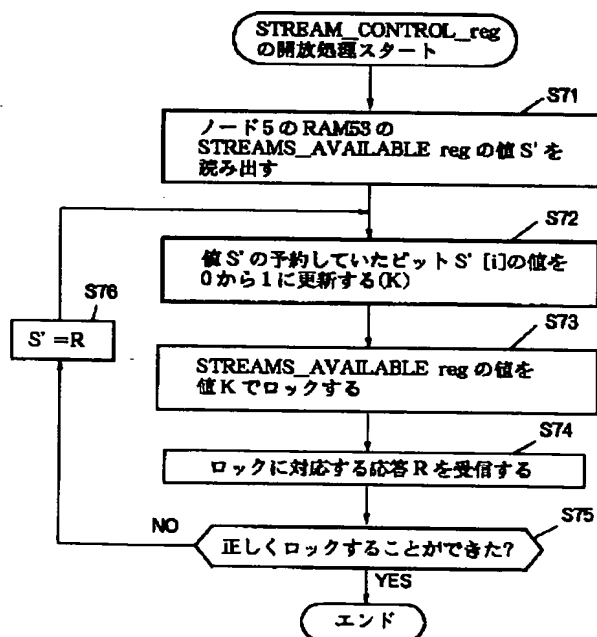 STREAM_CONTROL_reg
の開放処理スタート
S71
ノード5のRAM53の
STREAMS_AVAILABLE regの値S'を
読み出す
S72
値S'の予約していたビットS' [i]の値を
0から1に更新する(K)
S76
S'=R
S73
STREAMS_AVAILABLE regの値を
値Kでロックする
S74
ロックに対応する応答Rを受信する
S75
NO
正しくロックすることができた?
YES
エンド